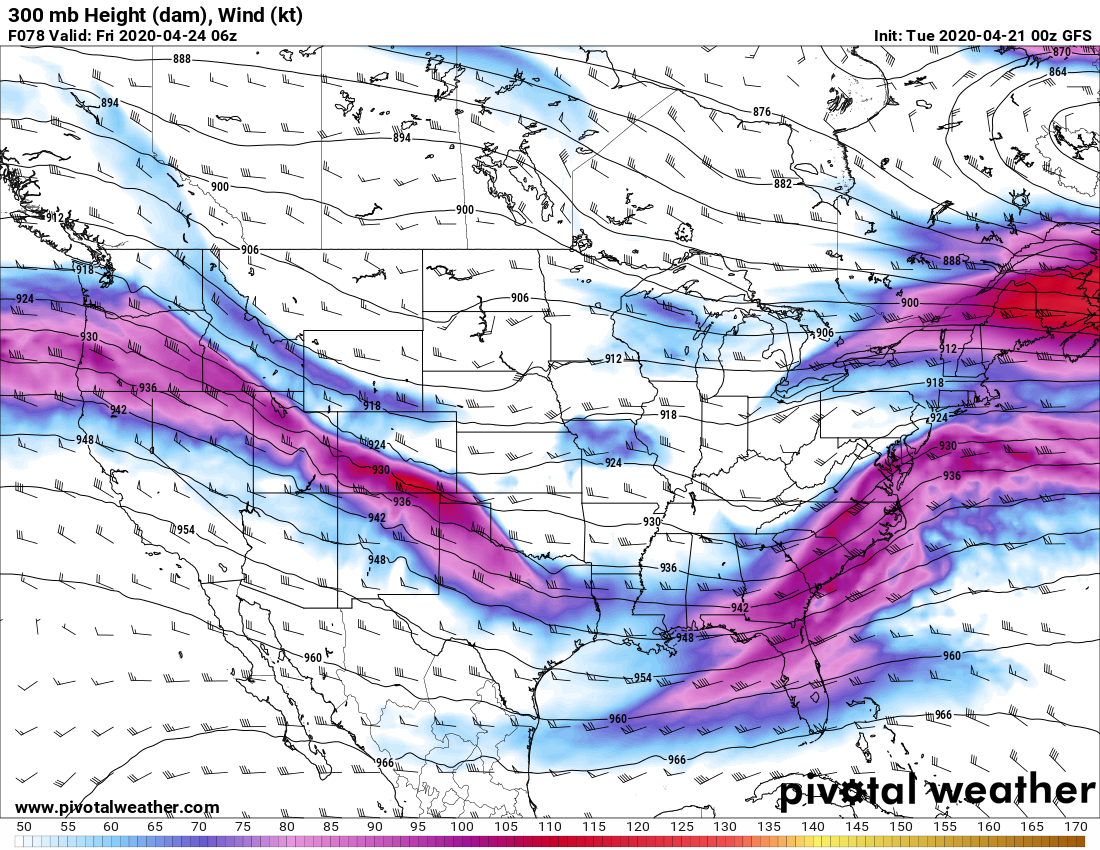 300 mb Height (dam), Wind (kt)
F078 Valid: Fri 2020-04-24 06z Init: Tue 2020-04-21 00z GFS
888 870
864
894 876
894
882
900
900
912
906 888
918
924 906 900
930 906
912 912
936 918 918
942 918 924
948 924 930
924
930 936
936
942 930
954
948 936
942
948
960 960
954
960 966
966 966
pivotal weather
www.pivotalweather.com
50 55 60 65 70 75 80 85 90 95 100 105 110 115 120 125 130 135 140 145 150 155 160 165 170